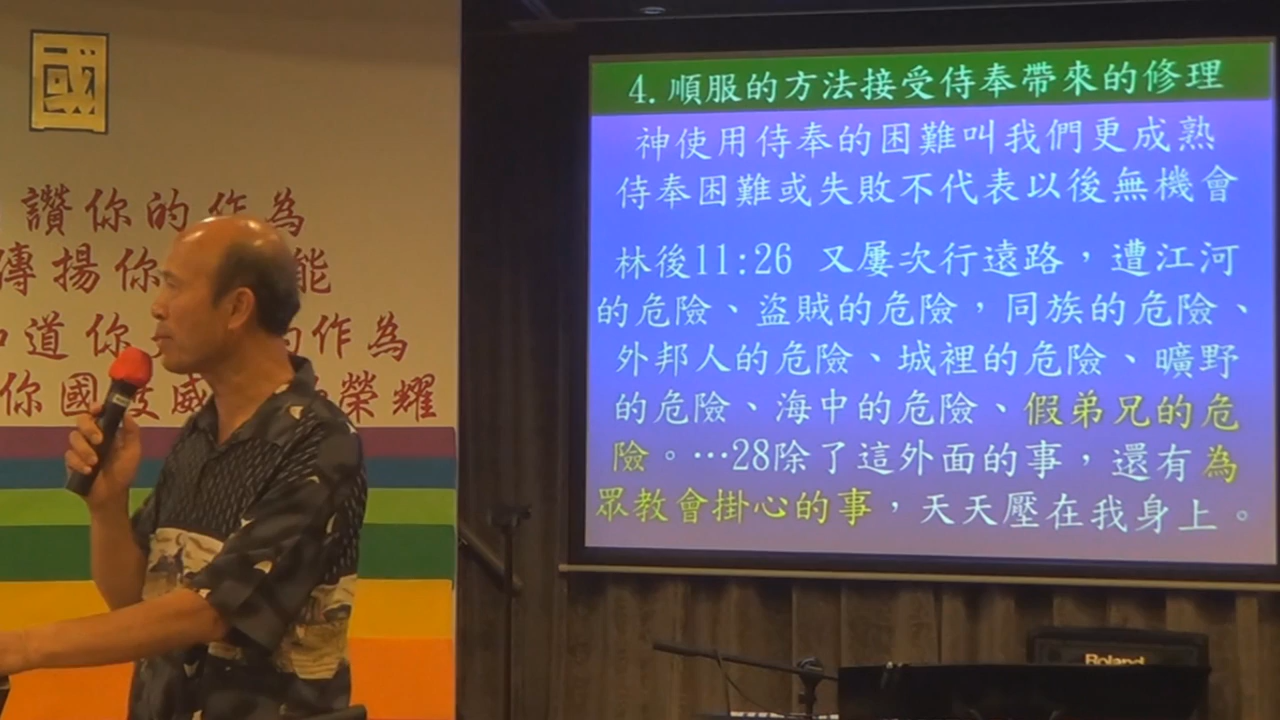 國
讚你的作為
傳揚你 能
道你 的作為
你國度威 榮耀
4.順服的方法接受侍奉帶來的修理
神使用侍奉的困難叫我們更成熟
侍奉困難或失敗不代表以後無機會
林後11:26 又屢次行遠路,遭江河
的危險、盜賊的危險,同族的危險、
外邦人的危險、城裡的危險、曠野
的危險、海中的危險、假弟兄的危
險。…28除了這外面的事,還有為
眾教會掛心的事,天天壓在我身上。
Roland